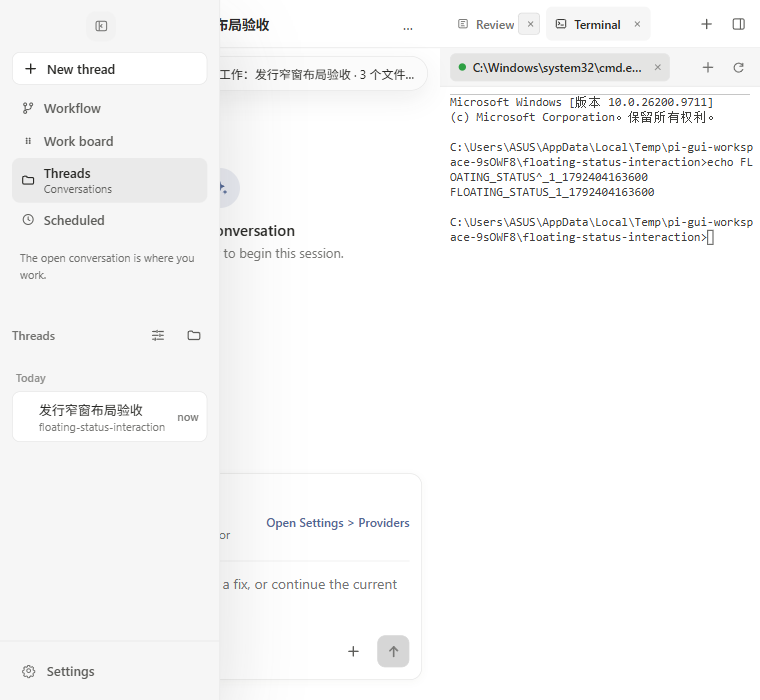 New thread
Workflow
Work board
Threads
Conversations
Scheduled
The open conversation is where you
work.
Threads
Today
发行窄窗布局验收
now
floating-status-interaction
Settings
布局验收
...
工作：发行窄窗布局验收 · 3 个文件...
onversation
to begin this session.
Open Settings > Providers
or
a fix, or continue the current
Review
Terminal
C:\Windows\system32\cmd.e...
Microsoft Windows [版本 10.0.26200.9711]
(c) Microsoft Corporation。保留所有权利。
C:\Users\ASUS\AppData\Local\Temp\pi-gui-worksp
ace-9sOWF8\floating-status-interaction>echo FL
OATING_STATUS^_1_1792404163600
FLOATING_STATUS_1_1792404163600
C:\Users\ASUS\AppData\Local\Temp\pi-gui-worksp
ace-9sOWF8\floating-status-interaction>